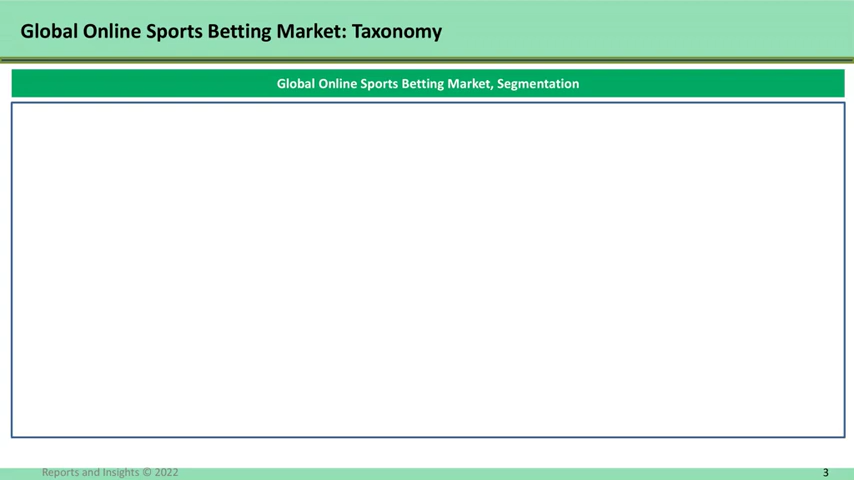 Global Online Sports Betting Market: Taxonomy
Global Online Sports Betting Market, Segmentation
Reports and Insights © 2022
3